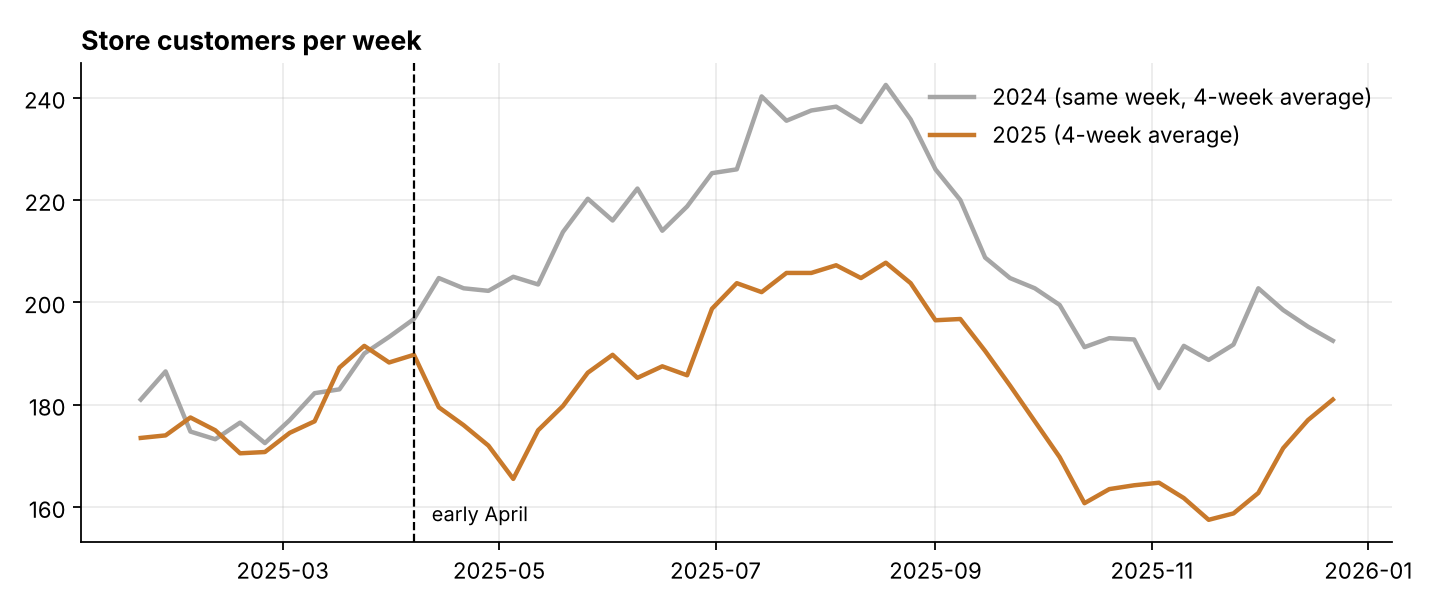 Store customers per week
240
220
200
180
160
2024 (same week, 4-week average)
2025 (4-week average)
early April
2025-03 2025-05 2025-07 2025-09 2025-11 2026-01